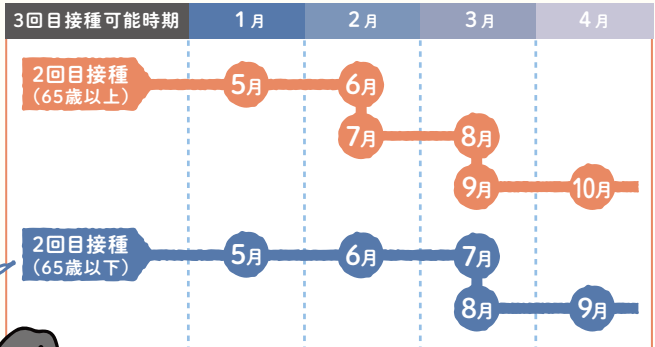 3回目接種可能時期 1月 2月 3月 4月
2回目接種
（65歳以上）
5月 6月
7月 8月
9月 10月
2回目接種
（65歳以下）
5月 6月 7月
8月 9月